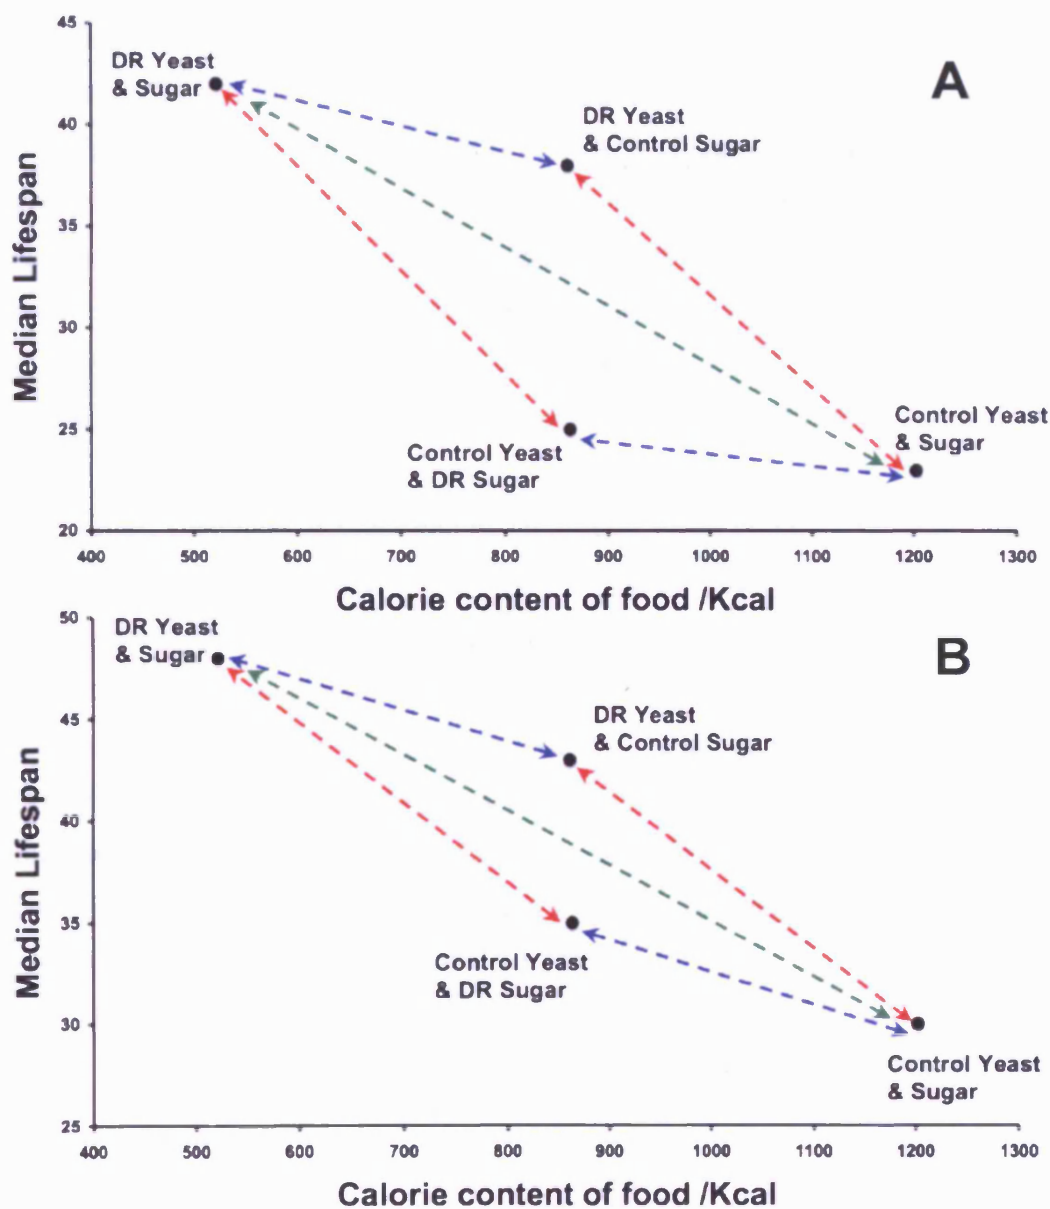 A
45
40
35
30
25
20
Median Lifespan
DR Yeast
& Sugar
DR Yeast
& Control Sugar
Control Yeast
& DR Sugar
Control Yeast
& Sugar
400 500 600 700 800 900 1000 1100 1200 1300
Calorie content of food /Kcal
B
50
45
40
35
30
25
Median Lifespan
DR Yeast
& Sugar
DR Yeast
& Control Sugar
Control Yeast
& DR Sugar
Control Yeast
& Sugar
400 500 600 700 800 900 1000 1100 1200 1300
Calorie content of food /Kcal